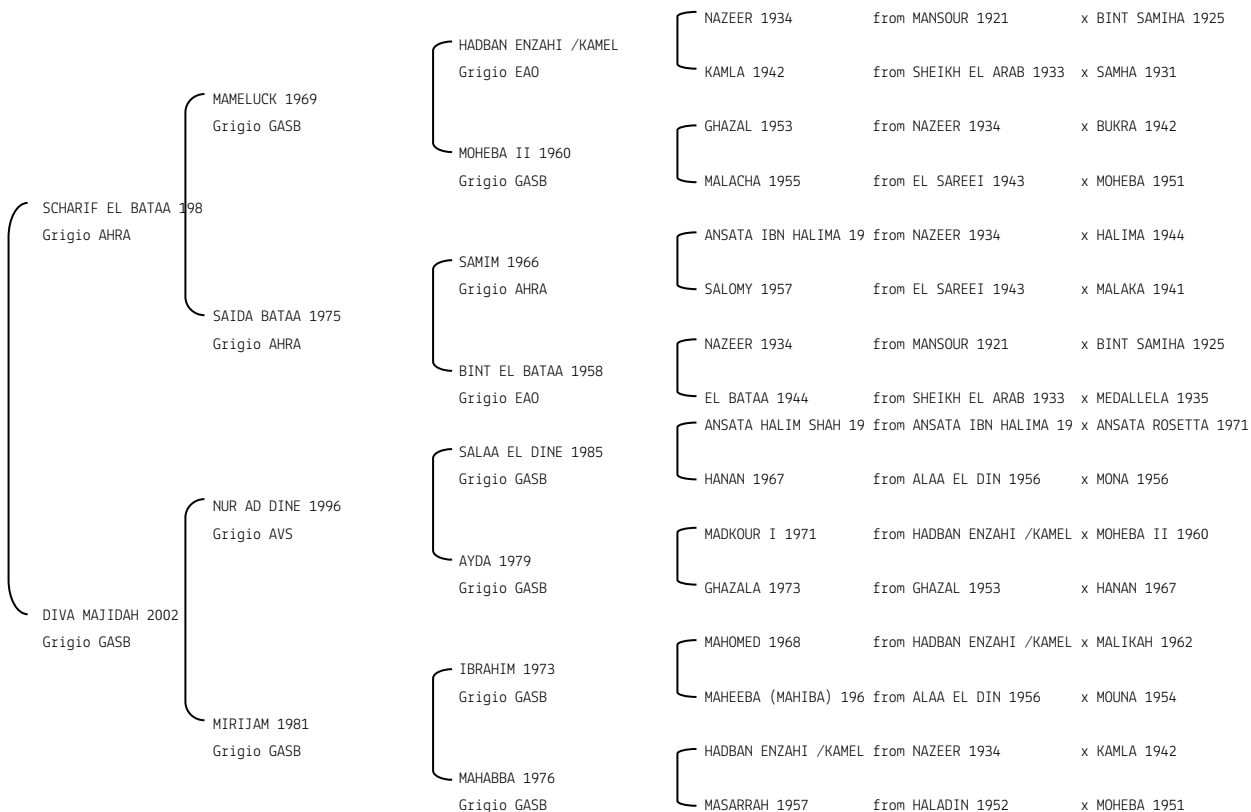 NAZEER 1934 from MANSOUR 1921 x BINT SAMIHA 1925
HADBAN ENZAHI /KAMEL
Grigio EAO
KAMLA 1942 from SHEIKH EL ARAB 1933 x SAMHA 1931
MAMELUCK 1969
Grigio GASB
GHAZAL 1953 from NAZEER 1934 x BUKRA 1942
MOHEBA II 1960
Grigio GASB
MALACHA 1955 from EL SAREEI 1943 x MOHEBA 1951
SCHARIF EL BATAA 198
Grigio AHRA
ANSATA IBN HALIMA 19 from NAZEER 1934 x HALIMA 1944
SAMIM 1966
Grigio AHRA
SALOMY 1957 from EL SAREEI 1943 x MALAKA 1941
SAIDA BATAA 1975
Grigio AHRA
NAZEER 1934 from MANSOUR 1921 x BINT SAMIHA 1925
BINT EL BATAA 1958
Grigio EAO
EL BATAA 1944 from SHEIKH EL ARAB 1933 x MEDALLELA 1935
ANSATA HALIM SHAH 19 from ANSATA IBN HALIMA 19 x ANSATA ROSETTA 1971
SALAA EL DINE 1985
Grigio GASB
HANAN 1967 from ALAA EL DIN 1956 x MONA 1956
NUR AD DINE 1996
Grigio AVS
MADKOUR I 1971 from HADBAN ENZAHI /KAMEL x MOHEBA II 1960
AYDA 1979
Grigio GASB
GHAZALA 1973 from GHAZAL 1953 x HANAN 1967
DIVA MAJIDAH 2002
Grigio GASB
MAHOMED 1968 from HADBAN ENZAHI /KAMEL x MALIKAH 1962
IBRAHIM 1973
Grigio GASB
MAHEEBA (MAHIBA) 196 from ALAA EL DIN 1956 x MOUNA 1954
MIRIJAM 1981
Grigio GASB
HADBAN ENZAHI /KAMEL from NAZEER 1934 x KAMLA 1942
MAHABBA 1976
Grigio GASB
MASARRAH 1957 from HALADIN 1952 x MOHEBA 1951